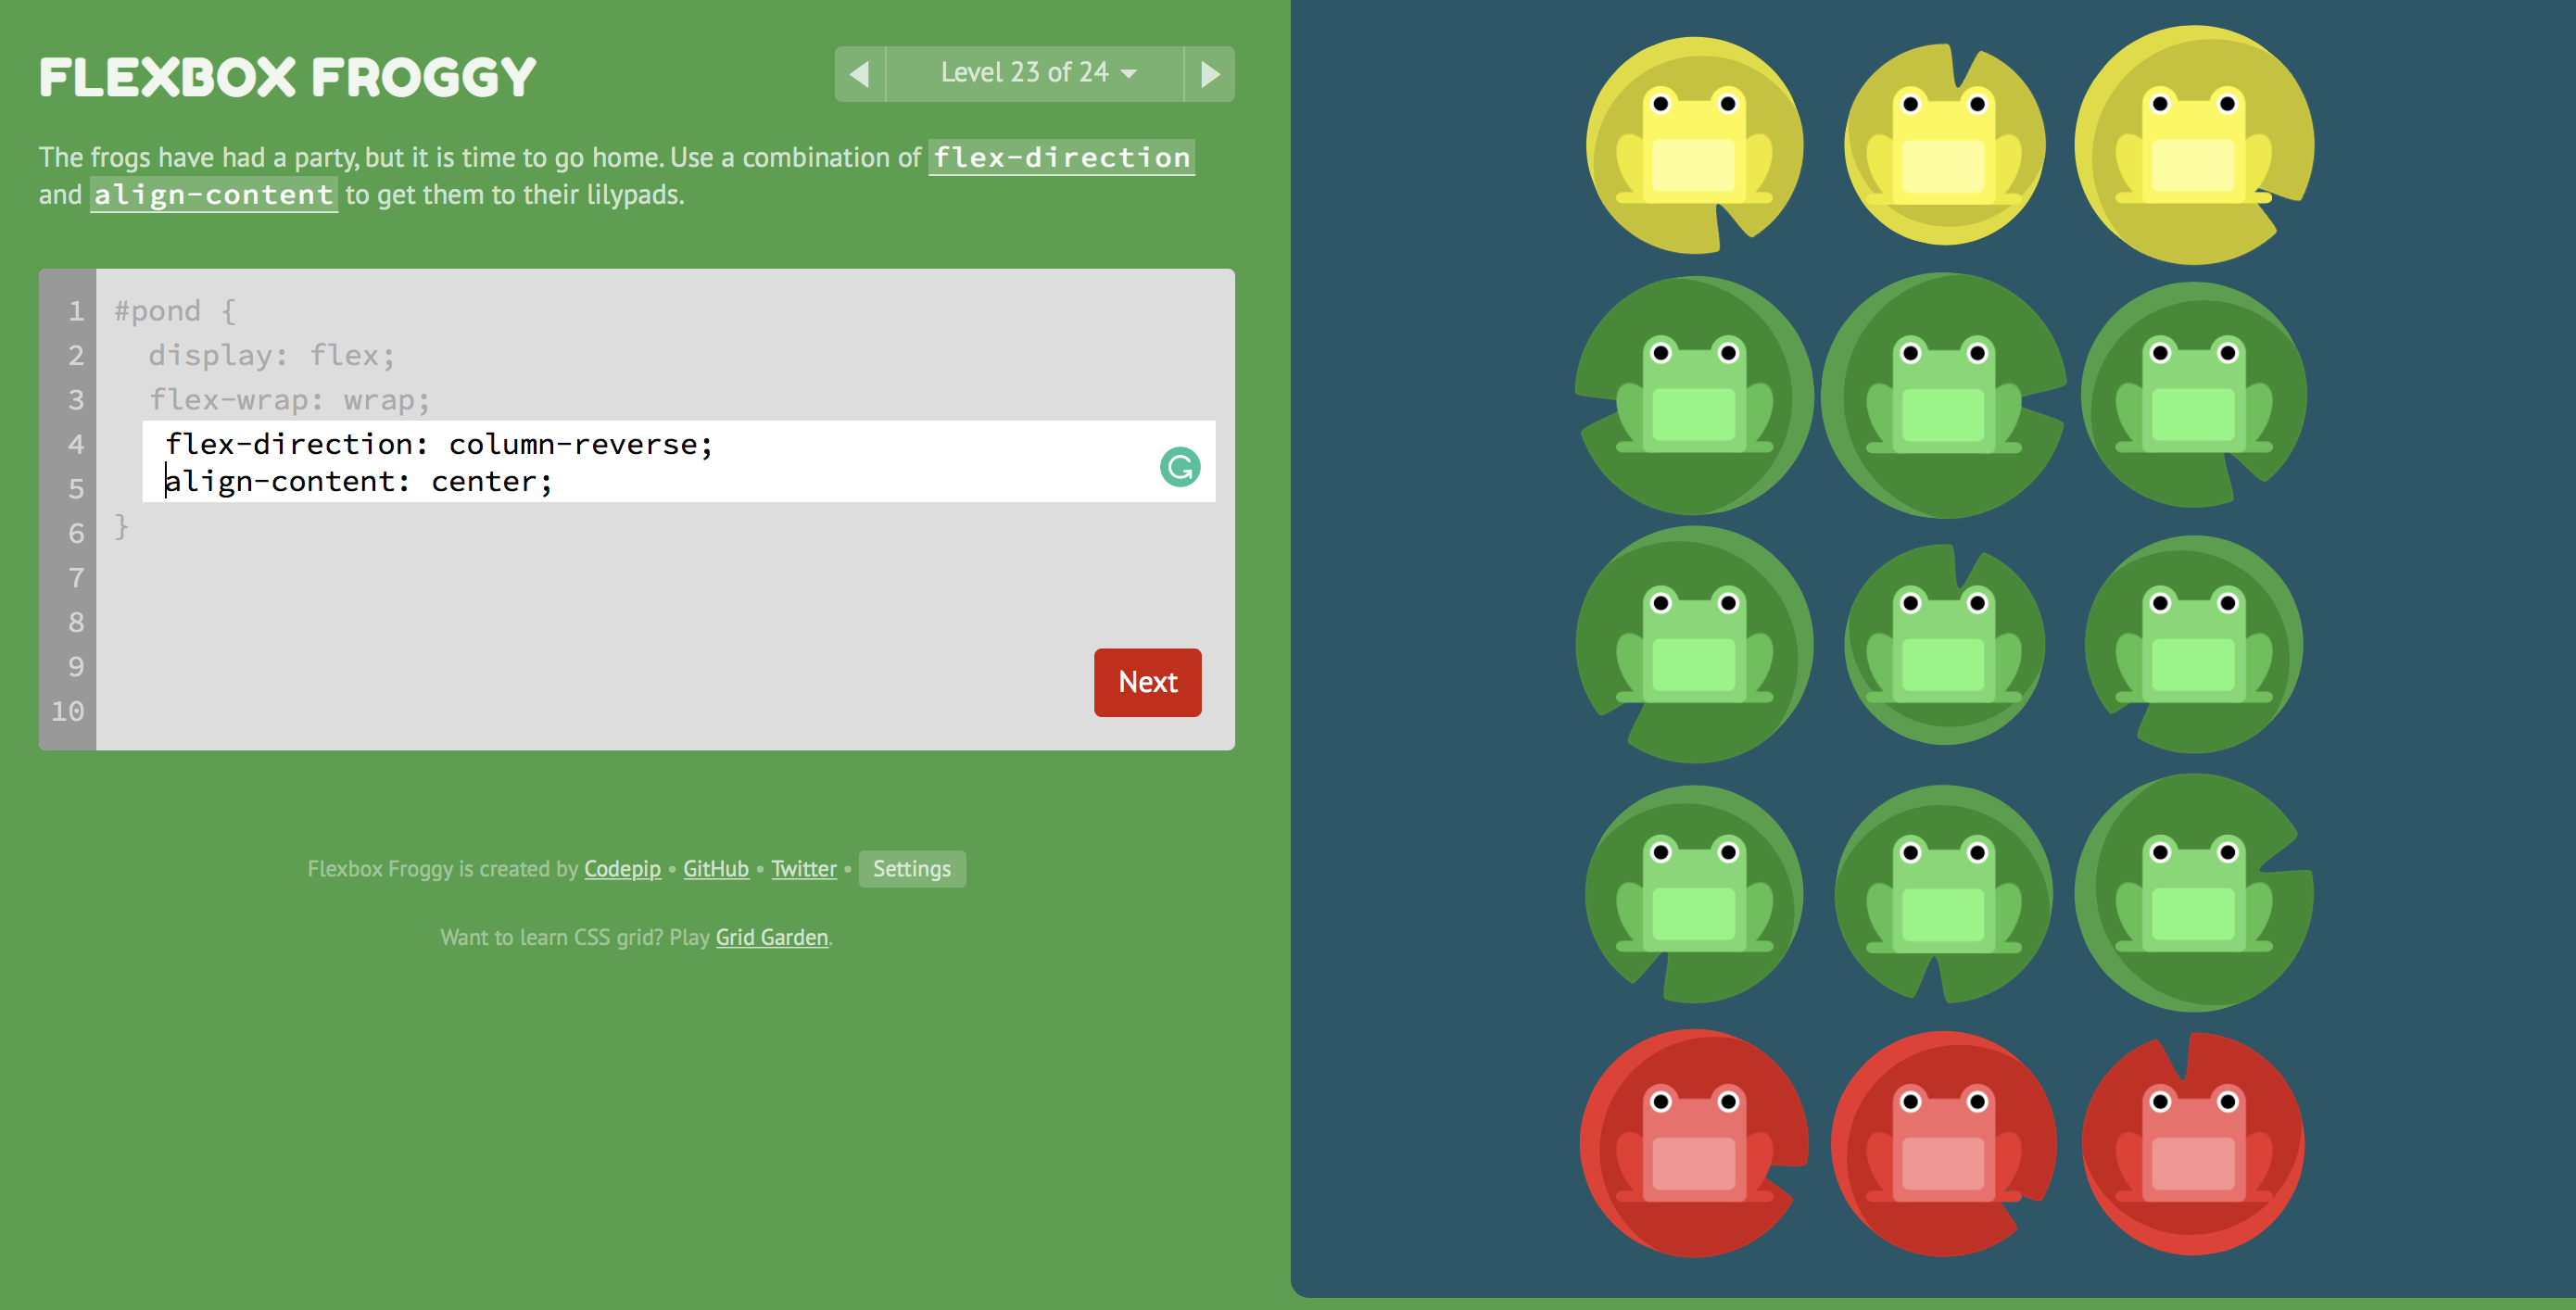 FLEXBOX FROGGY
Level 23 of 24
The frogs have had a party, but it is time to go home. Use a combination of flex-direction
and align-content to get them to their lilypads.
1 #pond {
2 display: flex;
3 flex-wrap: wrap;
4 flex-direction: column-reverse;
5 align-content: center;
6 }
7
8
9
10
Next
Flexbox Froggy is created by Codepip • GitHub • Twitter • Settings
Want to learn CSS grid? Play Grid Garden.